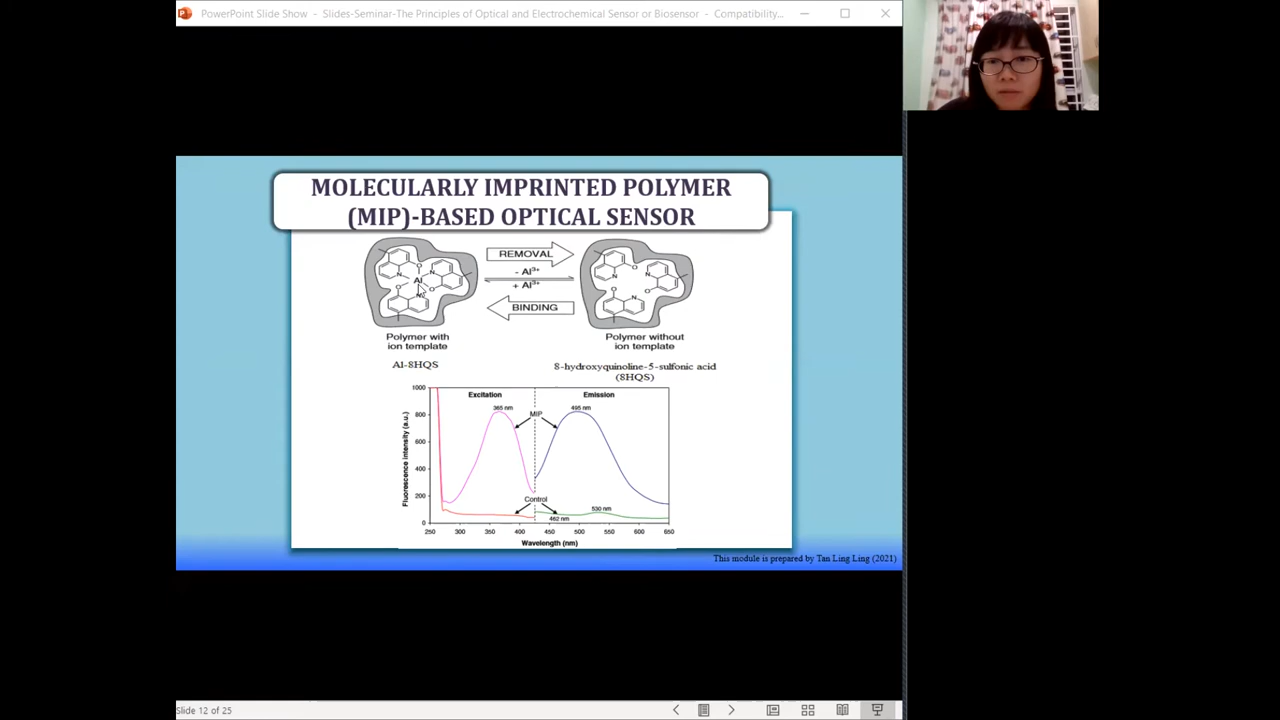 PowerPoint Slide Show - Slides-Seminar-The Principles of Optical and Electrochemical Sensor or Biosensor - Compatibility...
MOLECULARLY IMPRINTED POLYMER
(MIP)-BASED OPTICAL SENSOR
REMOVAL
- Al³⁺
+ Al³⁺
BINDING
Al
N
N
N
O
O
O
N
N
N
O
O
O
Polymer with
ion template
Polymer without
ion template
Al-8HQS
8-hydroxyquinoline-5-sulfonic acid
(8HQS)
Fluorescence intensity (a.u.)
1000
800
600
400
200
0
Excitation
Emission
365 nm
495 nm
MIP
Control
462 nm
530 nm
250
300
350
400
450
500
550
600
650
Wavelength (nm)
This module is prepared by Tan Ling Ling (2021)
Slide 12 of 25